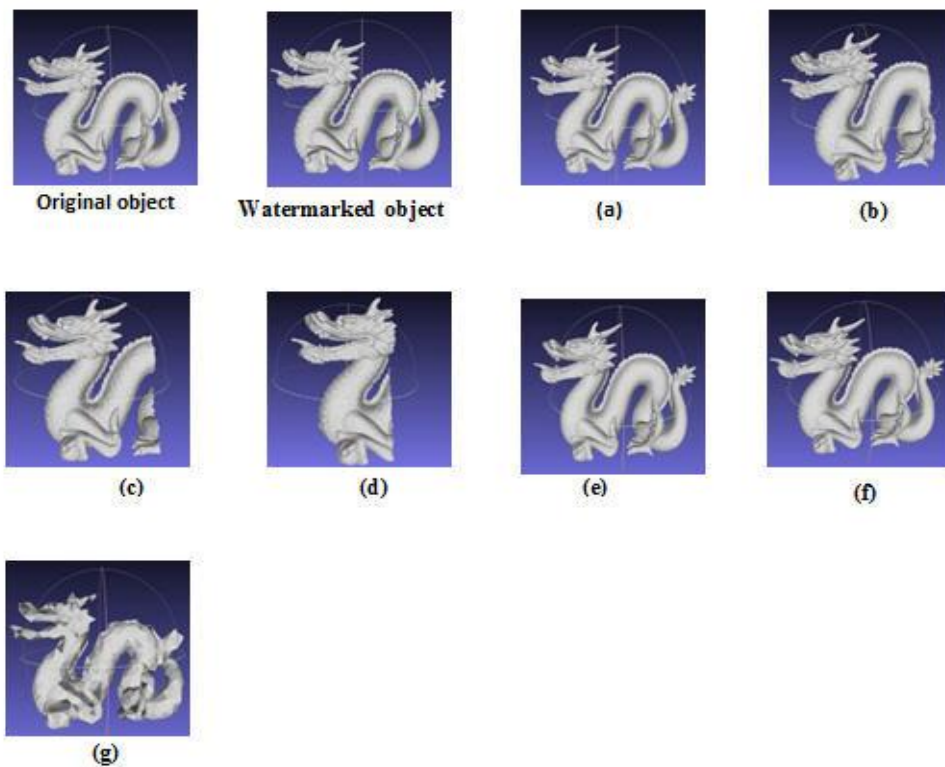 Original object
Watermarked object
(a)
(b)
(c)
(d)
(e)
(f)
(g)